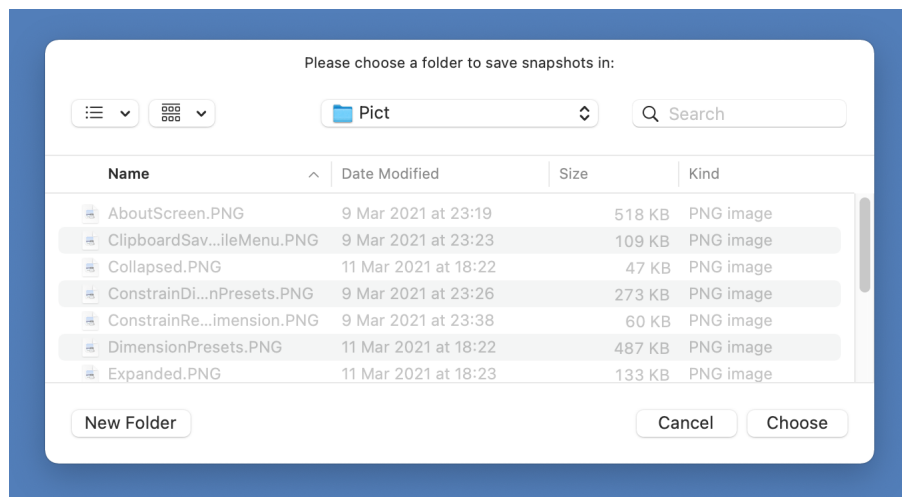 Please choose a folder to save snapshots in:
Pict
Search
Name Date Modified Size Kind
AboutScreen.PNG 9 Mar 2021 at 23:19 518 KB PNG image
ClipboardSav...ileMenu.PNG 9 Mar 2021 at 23:23 109 KB PNG image
Collapsed.PNG 11 Mar 2021 at 18:22 47 KB PNG image
ConstrainDi...nPresets.PNG 9 Mar 2021 at 23:26 273 KB PNG image
ConstrainRe...imension.PNG 9 Mar 2021 at 23:38 60 KB PNG image
DimensionPresets.PNG 11 Mar 2021 at 18:22 487 KB PNG image
Expanded.PNG 11 Mar 2021 at 18:23 133 KB PNG image
New Folder Cancel Choose